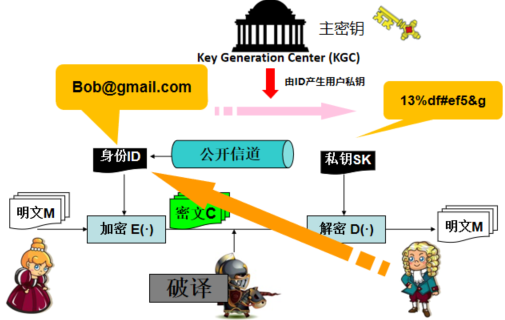 主密钥
Key Generation Center (KGC)
由ID产生用户私钥
Bob@gmail.com
13%df#ef5&g
身份ID
公开信道
私钥SK
明文M
密文C
加密 E(·)
解密 D(·)
明文M
破译